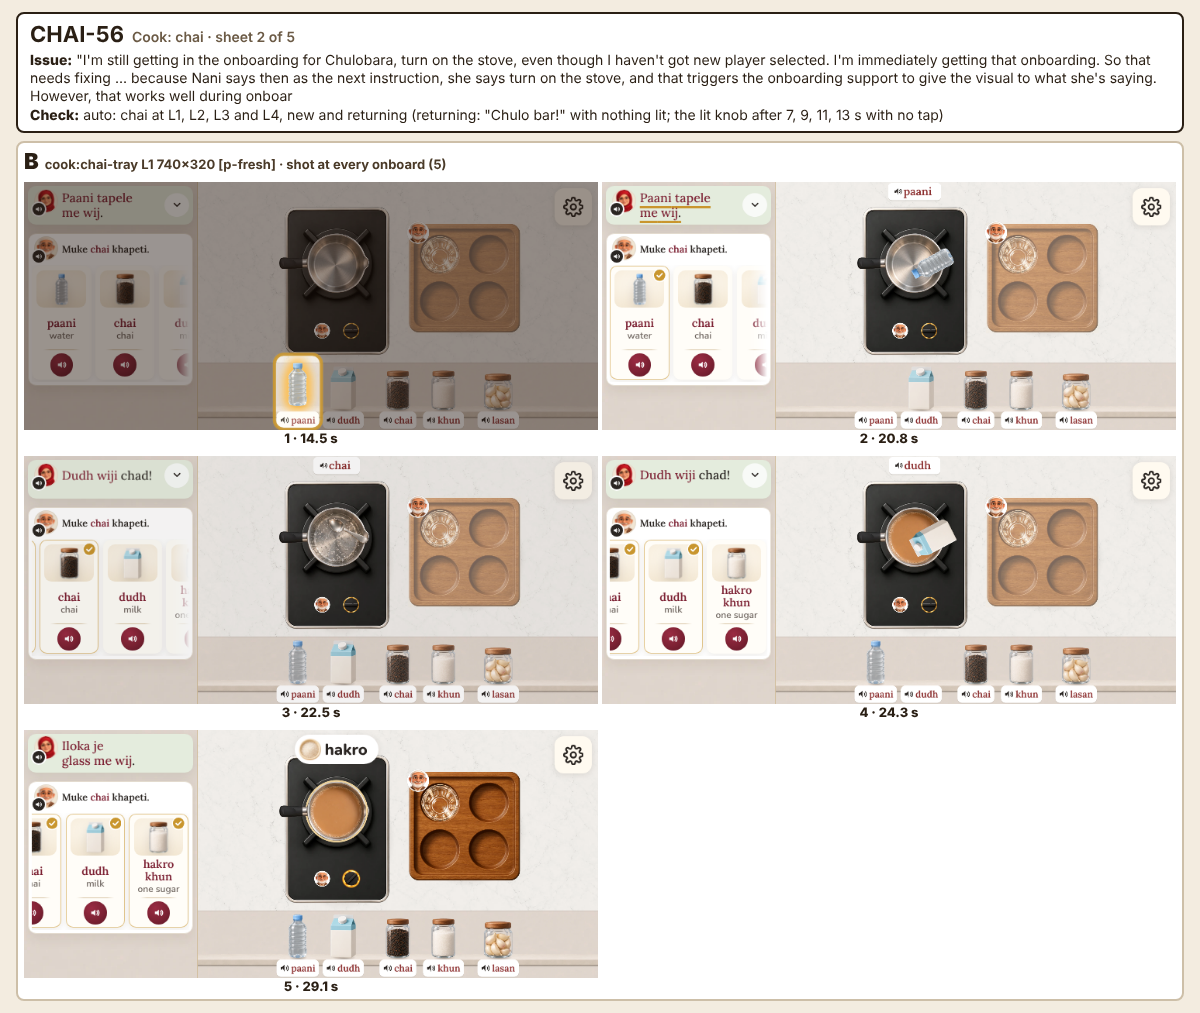 CHAI-56 Cook: chai · sheet 2 of 5
Issue: "I'm still getting in the onboarding for Chulobara, turn on the stove, even though I haven't got new player selected. I'm immediately getting that onboarding. So that
needs fixing ... because Nani says then as the next instruction, she says turn on the stove, and that triggers the onboarding support to give the visual to what she's saying.
However, that works well during onboar
Check: auto: chai at L1, L2, L3 and L4, new and returning (returning: "Chulo bar!" with nothing lit; the lit knob after 7, 9, 11, 13 s with no tap)
B cook:chai-tray L1 740×320 [p-fresh] · shot at every onboard (5)
Paani tapele
me wij.
Muke chai khapeti.
paani chai du
water chai m
paani dudh chai khun lasan
1 · 14.5 s
paani
Paani tapele
me wij.
Muke chai khapeti.
paani chai du
water chai m
paani dudh chai khun lasan
2 · 20.8 s
chai
Dudh wiji chad!
Muke chai khapeti.
chai dudh h
k
chai milk on
paani dudh chai khun lasan
3 · 22.5 s
dudh
Dudh wiji chad!
Muke chai khapeti.
ai dudh hakro
khun
ai milk one sugar
paani dudh chai khun lasan
4 · 24.3 s
hakro
Iloka je
glass me wij.
Muke chai khapeti.
ai dudh hakro
khun
ai milk one sugar
paani dudh chai khun lasan
5 · 29.1 s